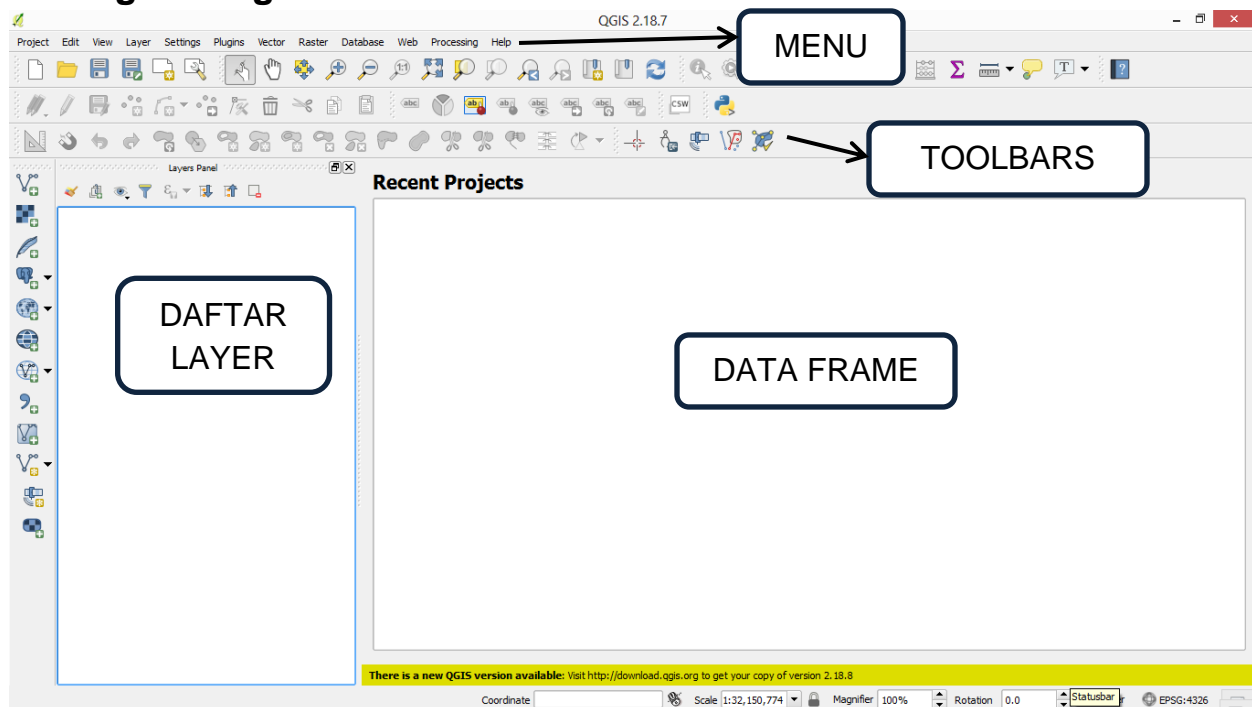 QGIS 2.18.7
Project Edit View Layer Settings Plugins Vector Raster Database Web Processing Help
MENU
TOOLBARS
Layers Panel
Recent Projects
DAFTAR
LAYER
DATA FRAME
There is a new QGIS version available: Visit http://download.qgis.org to get your copy of version 2.18.8
Coordinate Scale 1:32,150,774 Magnifier 100% Rotation 0.0 Statusbar EPSG:4326